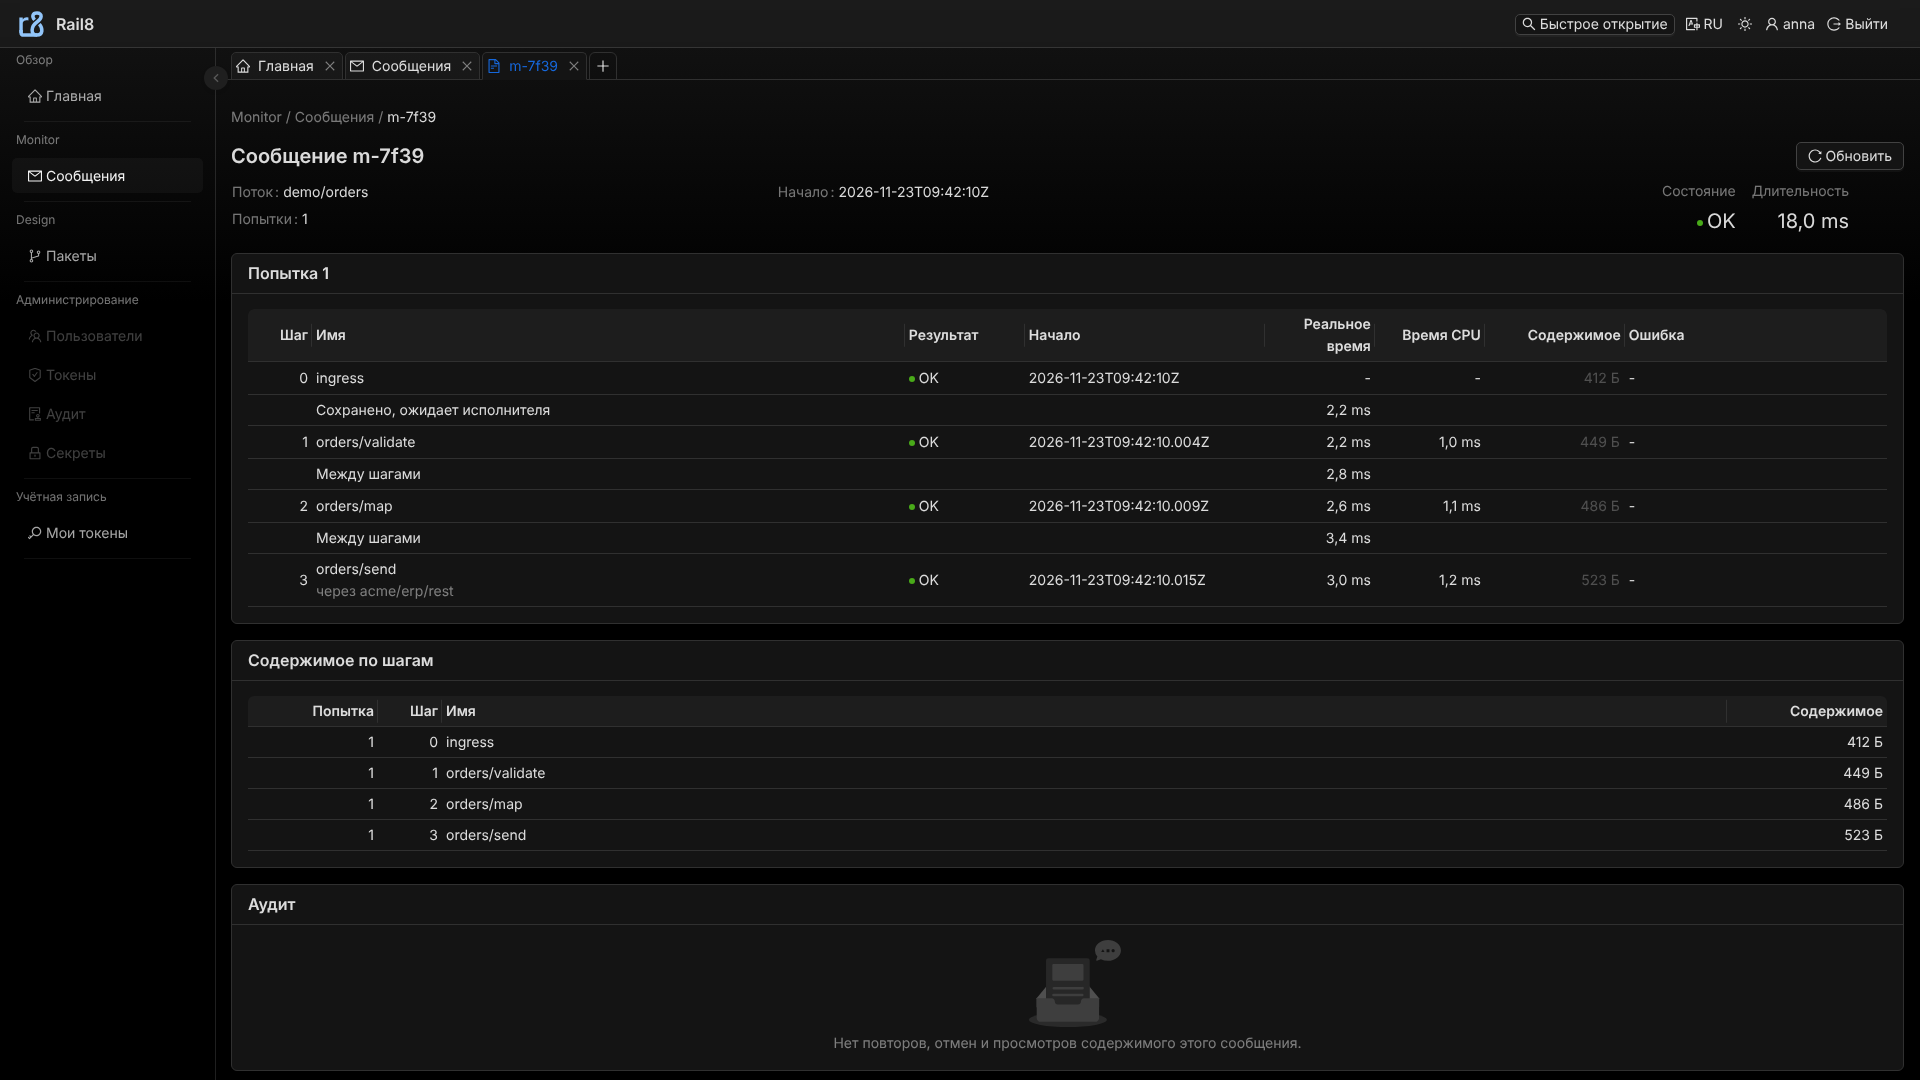 Rail8
Быстрое открытие
RU
anna
Выйти
Обзор
Главная
Monitor
Сообщения
Design
Пакеты
Администрирование
Пользователи
Токены
Аудит
Секреты
Учётная запись
Мои токены
Главная
Сообщения
m-7f39
Monitor / Сообщения / m-7f39
Сообщение m-7f39
Обновить
Поток: demo/orders
Начало: 2026-11-23T09:42:10Z
Попытки: 1
Состояние
OK
Длительность
18,0 ms
Попытка 1
Шаг Имя Результат Начало Реальное время Время CPU Содержимое Ошибка
0 ingress OK 2026-11-23T09:42:10Z - - 412 Б -
Сохранено, ожидает исполнителя 2,2 ms
1 orders/validate OK 2026-11-23T09:42:10.004Z 2,2 ms 1,0 ms 449 Б -
Между шагами 2,8 ms
2 orders/map OK 2026-11-23T09:42:10.009Z 2,6 ms 1,1 ms 486 Б -
Между шагами 3,4 ms
3 orders/send OK 2026-11-23T09:42:10.015Z 3,0 ms 1,2 ms 523 Б -
через acme/erp/rest
Содержимое по шагам
Попытка Шаг Имя Содержимое
1 0 ingress 412 Б
1 1 orders/validate 449 Б
1 2 orders/map 486 Б
1 3 orders/send 523 Б
Аудит
Нет повторов, отмен и просмотров содержимого этого сообщения.